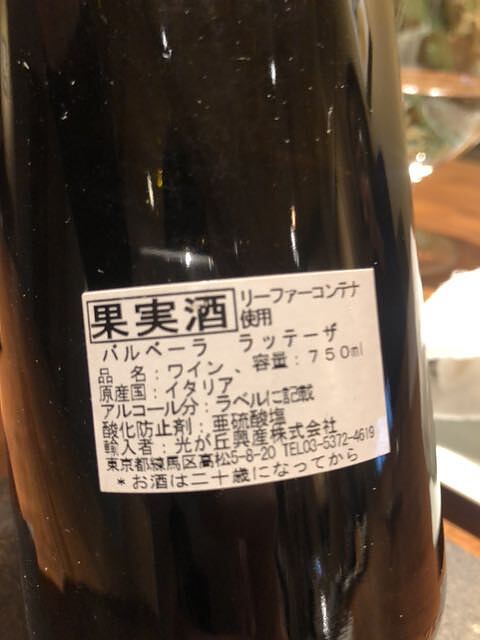 果実酒 リーファーコンテナ
使用
バルベーラ ラッテーザ
品 名:ワイン、容量:750ml
原産国:イタリア
アルコール分:ラベルに記載
酸化防止剤:亜硫酸塩
輸入者:光が丘興産株式会社
東京都練馬区高松5-8-20 TEL03-5372-4619
*お酒は二十歳になってから